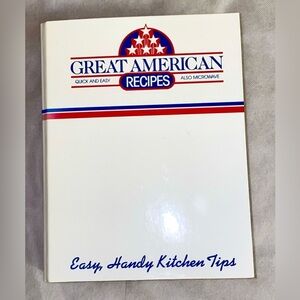 GREAT AMERICAN
QUICK AND EASY RECIPES ALSO MICROWAVE
Easy, Handy Kitchen Tips